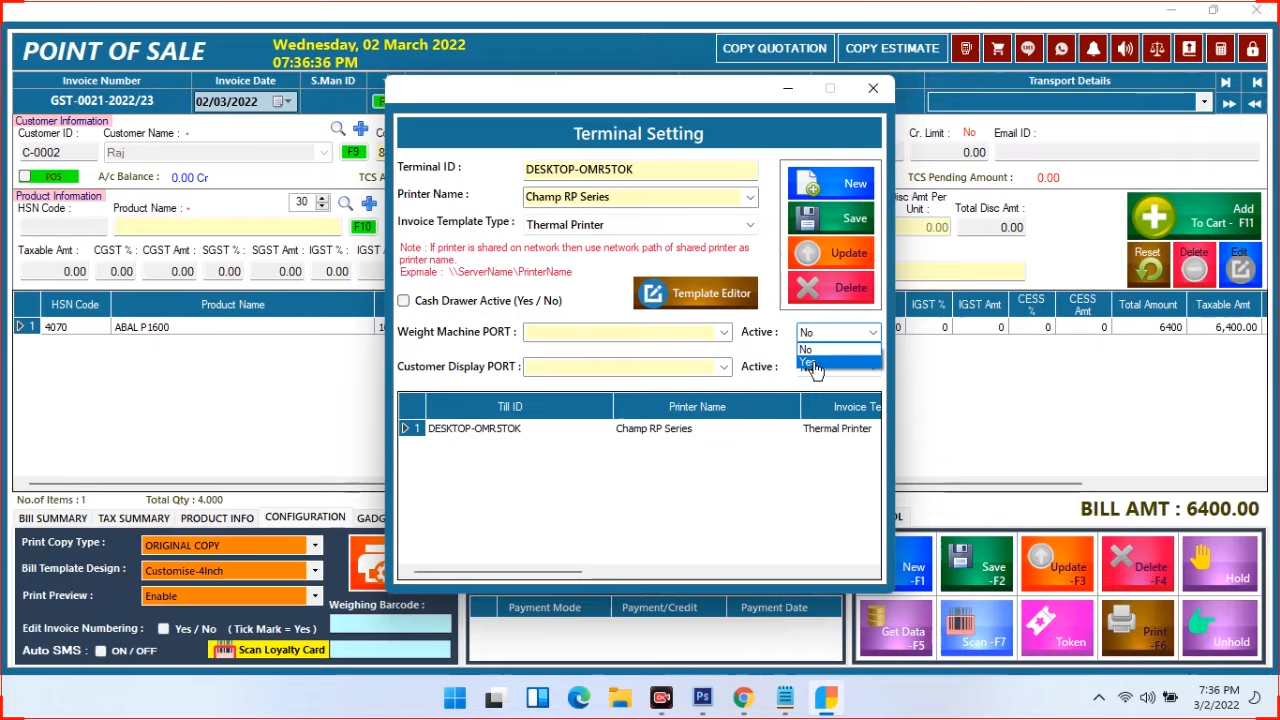 POINT OF SALE
Wednesday, 02 March 2022
07:36:36 PM
COPY QUOTATION
COPY ESTIMATE
Invoice Number
Invoice Date
S.Man ID
Transport Details
GST-0021-2022/23
02/03/2022
Customer Information
Customer ID :
Customer Name : *
Cr. Limit : No
Email ID :
C-0002
Raj
F9
0.00
POS
A/c Balance : 0.00 Cr
TCS A
TCS Pending Amount : 0.00
Product Information
HSN Code :
Product Name : *
30
F10
Disc Amt Per
Unit :
Total Disc Amt :
0.00
0.00
Add
To Cart - F11
Taxable Amt : CGST % : CGST Amt : SGST % : SGST Amt : IGST % : IGST A
0.00 0.00 0.00 0.00 0.00 0.00
Reset
Delete
Edit
HSN Code
Product Name
IGST %
IGST Amt
CESS %
CESS Amt
Total Amount
Taxable Amt
1 4070 ABAL P1600
0 0 0 0 6400 6,400.00
Terminal Setting
Terminal ID : DESKTOP-OMR5TOK
Printer Name : Champ RP Series
Invoice Template Type : Thermal Printer
Note : If printer is shared on network then use network path of shared printer as
printer name.
Expmale : \\ServerName\PrinterName
Cash Drawer Active (Yes / No)
Template Editor
New
Save
Update
Delete
Weight Machine PORT :
Active : No
No
Yes
Customer Display PORT :
Active :
Till ID
Printer Name
Invoice Te
1 DESKTOP-OMR5TOK Champ RP Series Thermal Printer
No.of Items : 1
Total Qty : 4.000
BILL AMT : 6400.00
BIll SUMMARY
TAX SUMMARY
PRODUCT INFO
CONFIGURATION
GADG
OL
Print Copy Type : ORIGINAL COPY
Bill Template Design : Customise-4Inch
Print Preview : Enable
Weighing Barcode :
Edit Invoice Numbering : Yes / No ( Tick Mark = Yes )
Auto SMS : ON / OFF
Scan Loyalty Card
Payment Mode
Payment/Credit
Payment Date
New -F1
Save -F2
Update -F3
Delete -F4
Hold
Get Data -F5
Scan -F7
Token
Print -F6
Unhold
Ps
7:36 PM
3/2/2022